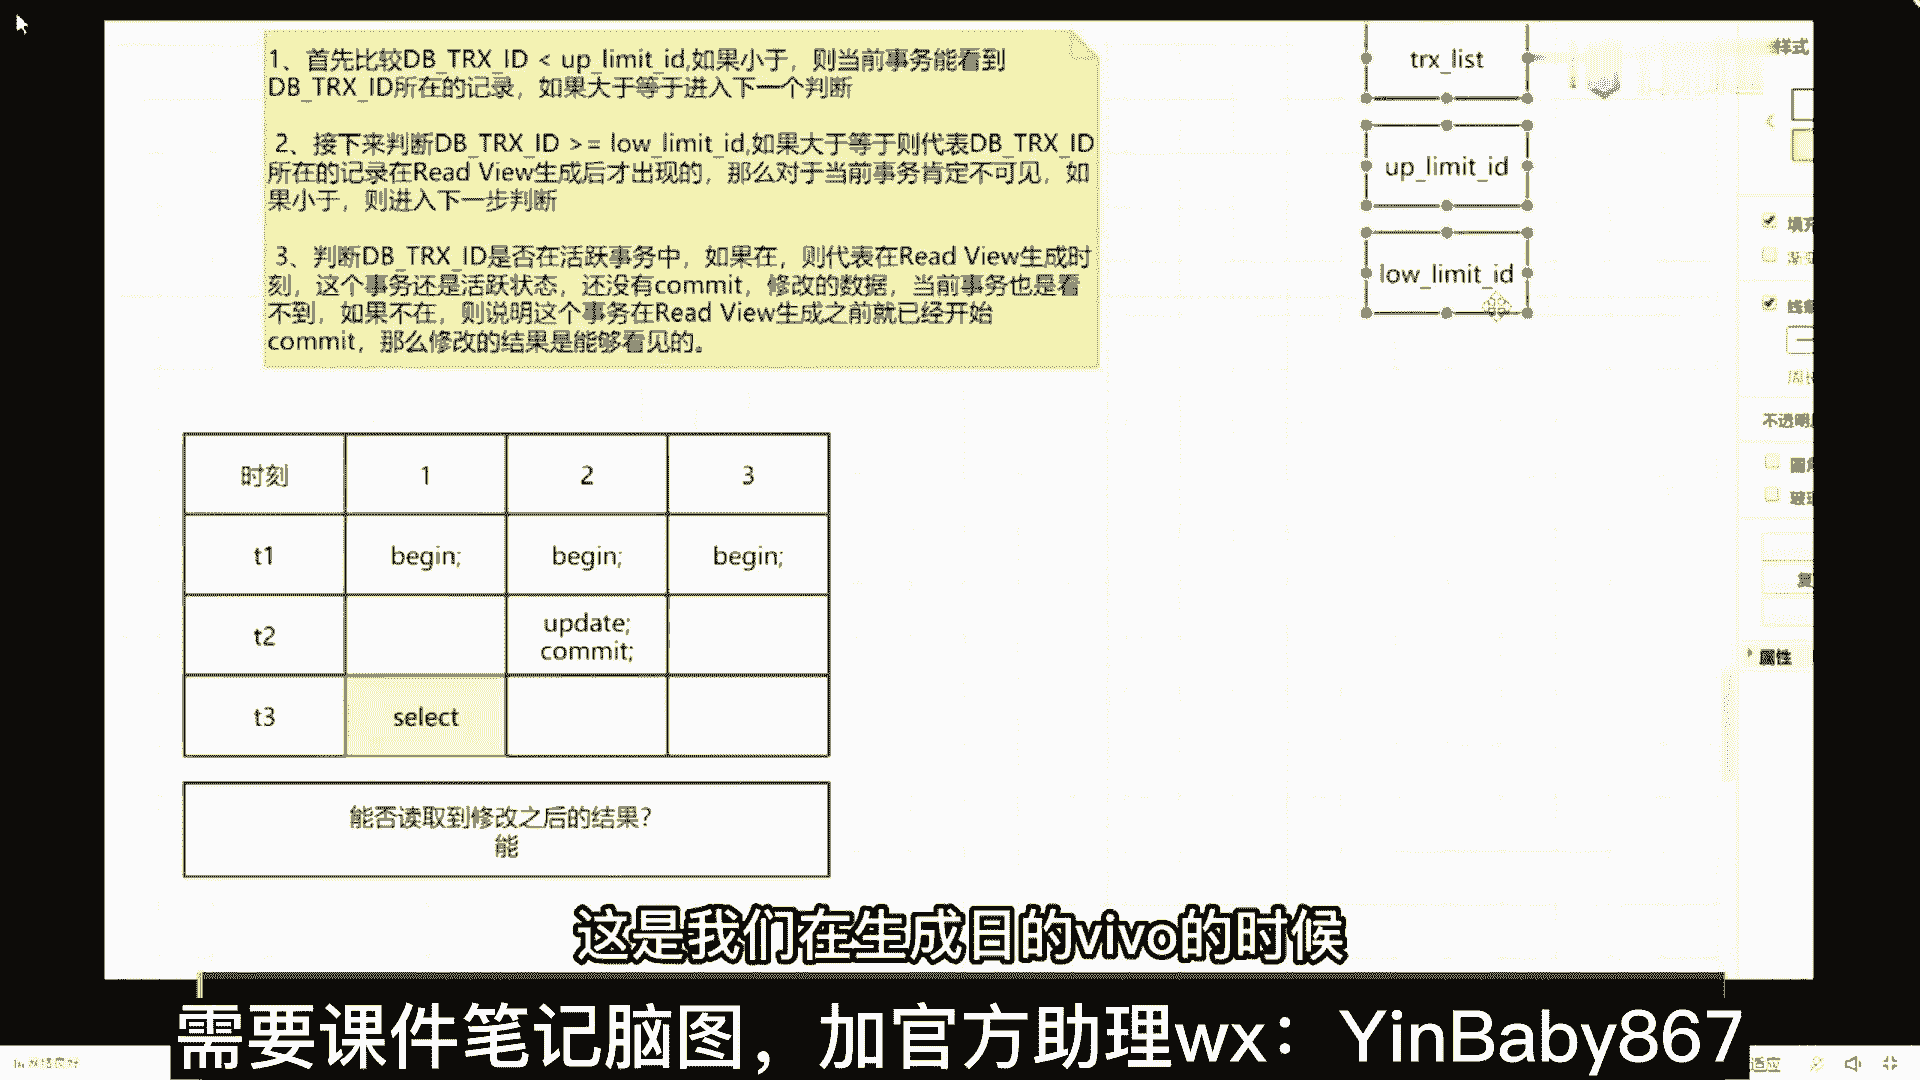 1、首先比较DB_TRX_ID < up_limit_id,如果小于，则当前事务能看到
DB_TRX_ID所在的记录，如果大于等于进入下一个判断
2、接下来判断DB_TRX_ID >= low_limit_id,如果大于等于则代表DB_TRX_ID
所在的记录在Read View生成后才出现的，那么对于当前事务肯定不可见，如
果小于，则进入下一步判断
3、判断DB_TRX_ID是否在活跃事务中，如果在，则代表在Read View生成时
刻，这个事务还是活跃状态，还没有commit，修改的数据，当前事务也是看
不到，如果不在，则说明这个事务在Read View生成之前就已经开始
commit，那么修改的结果是能够看见的。
trx_list
up_limit_id
low_limit_id
样式
填充
线条
不透明
属性
时刻 1 2 3
t1 begin; begin; begin;
t2 update;
commit;
t3 select
能否读取到修改之后的结果？
能
这是我们在生成日的vivo的时候
需要课件笔记脑图，加官方助理wx：YinBaby867
适应